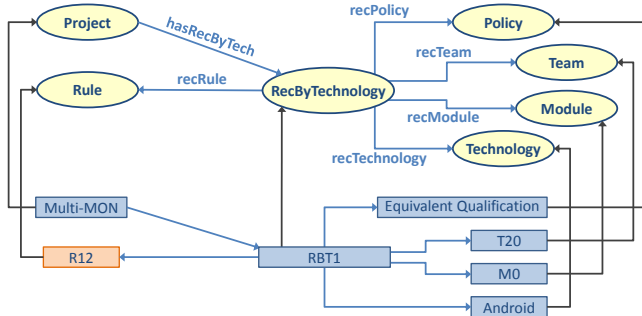 Project
hasRecByTech
recPolicy
Policy
recTeam
Team
Rule
recRule
RecByTechnology
recModule
Module
recTechnology
Technology
Multi-MON
Equivalent Qualification
R12
RBT1
T20
M0
Android